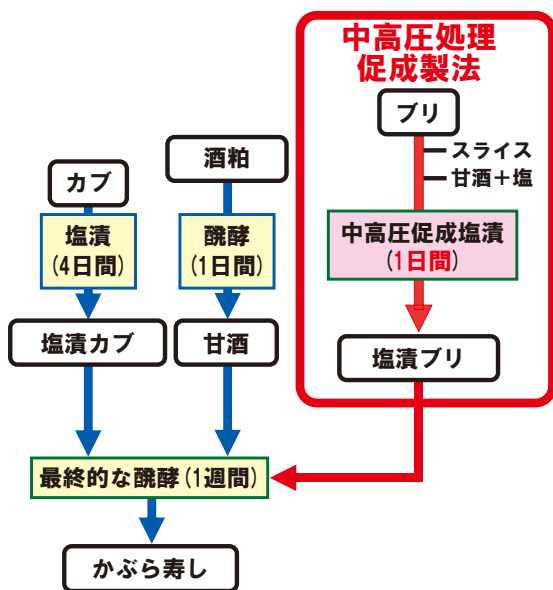 中高圧処理
促成製法
ブリ
スライス
甘酒＋塩
中高圧促成塩漬
(1日間)
塩漬ブリ
酒粕
醗酵
(1日間)
甘酒
カブ
塩漬
(4日間)
塩漬カブ
最終的な醗酵(1週間)
かぶら寿し